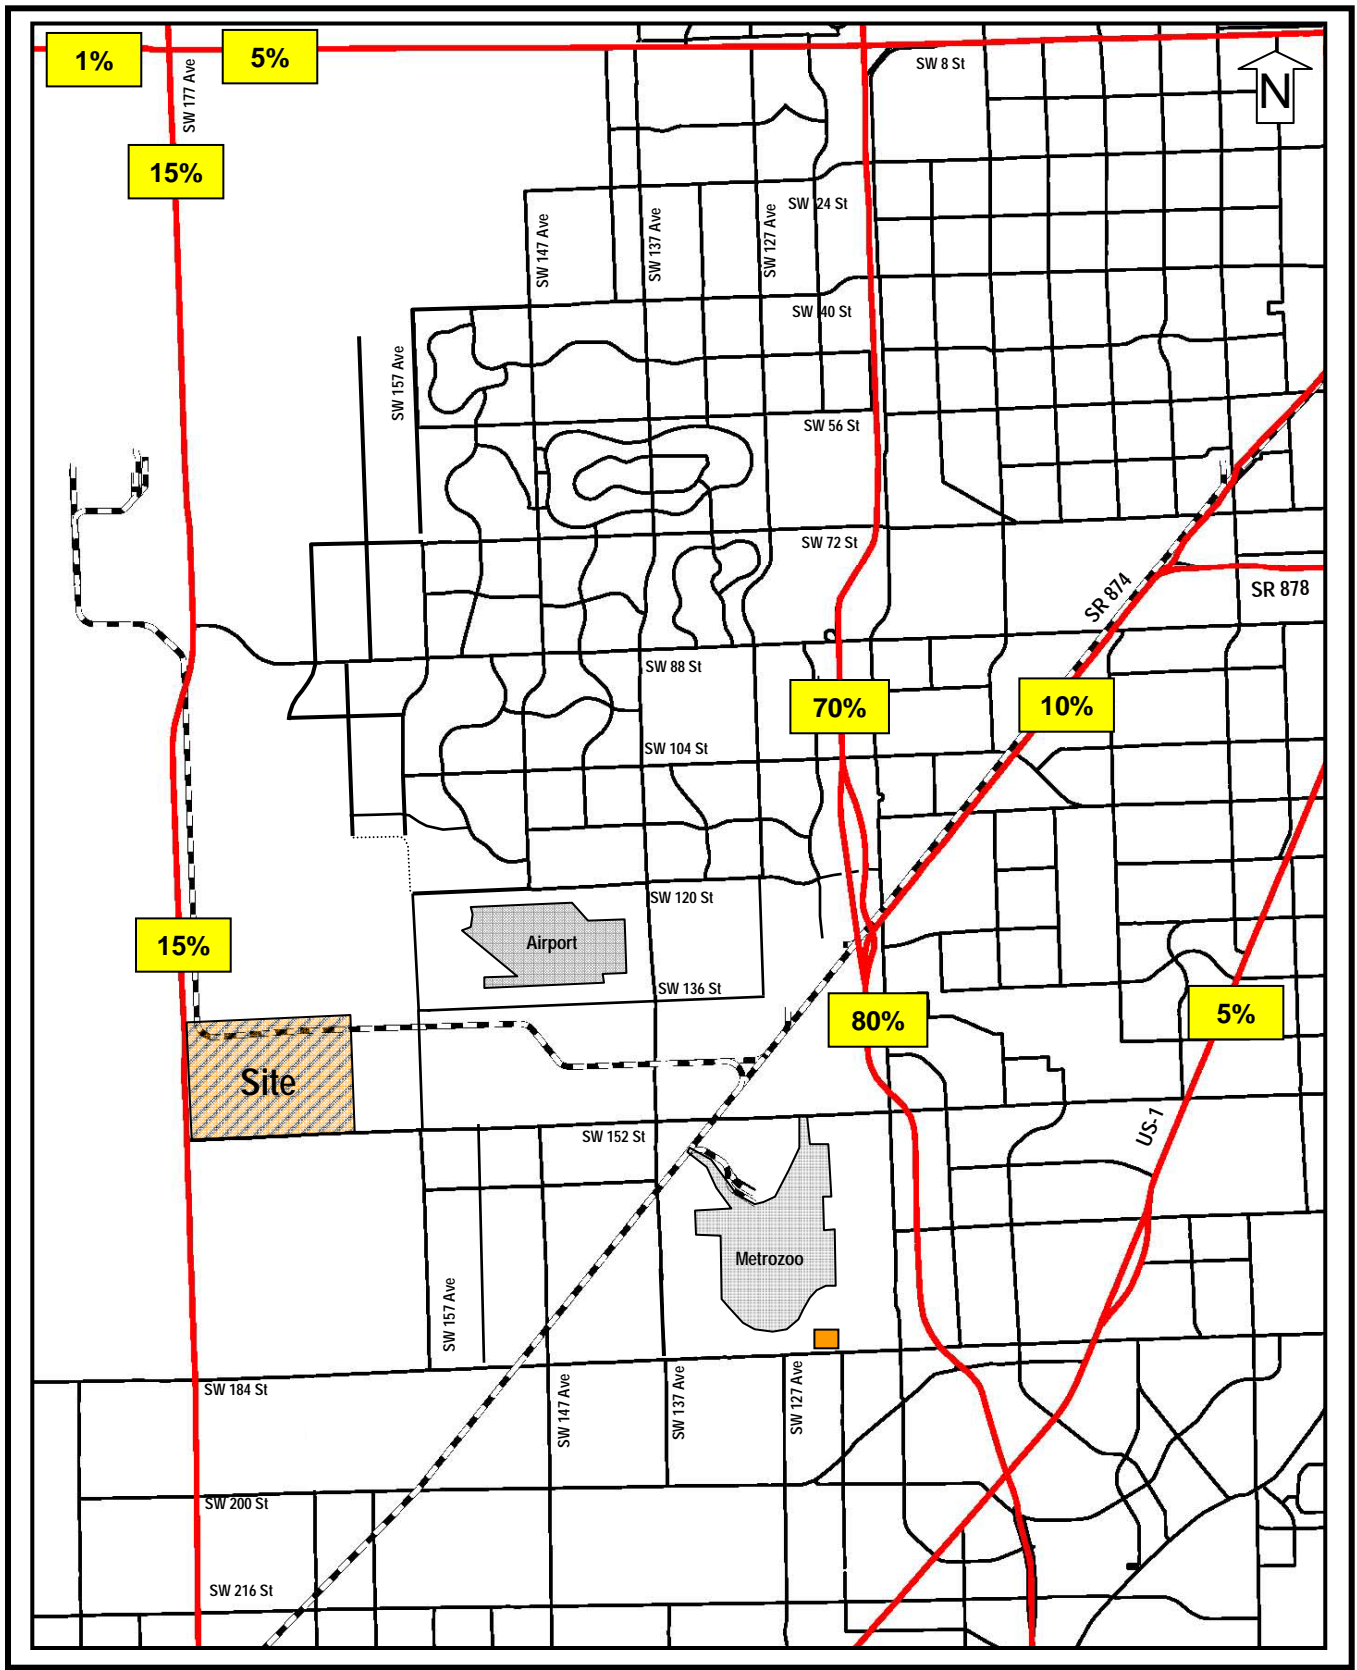 1%
5%
SW 8 St
N
SW 177 Ave
15%
SW 24 St
SW 147 Ave
SW 137 Ave
SW 127 Ave
SW 40 St
SW 157 Ave
SW 56 St
SW 72 St
SR 874
SR 878
SW 88 St
70%
10%
SW 104 St
SW 120 St
15%
Airport
SW 136 St
80%
5%
Site
SW 152 St
US-1
Metrozoo
SW 157 Ave
SW 184 St
SW 147 Ave
SW 137 Ave
SW 127 Ave
SW 200 St
SW 216 St